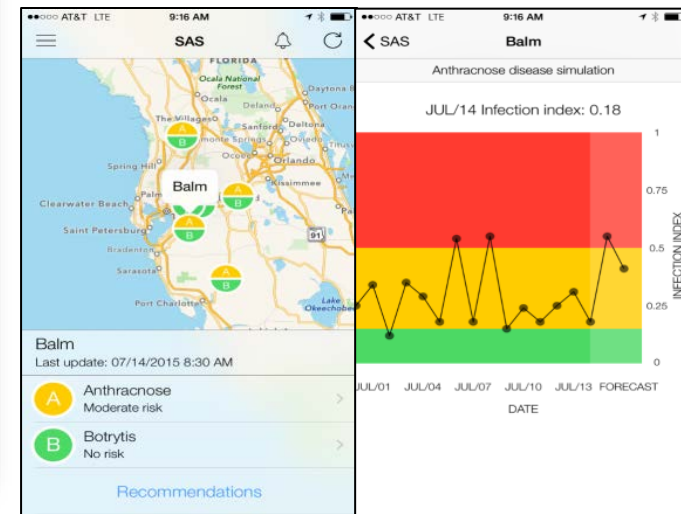 ●●○○○ AT&T LTE 9:16 AM
SAS
FLORIDA
Ocala National
Forest
Ocala
Daytona B
Deland
Port Oran
The Villages
Sanford
Deltona
A
B
Oviedo
Titus
Spring Hill
Ocoee
Orlando
Kissimmee
Balm
Clearwater Beach
Palm
A
B
Saint Petersburg
A
B
91
Bradenton
Sarasota
A
B
Port Charlotte
Lake
Okeechobee
Balm
Last update: 07/14/2015 8:30 AM
A Anthracnose
Moderate risk
B Botrytis
No risk
Recommendations
●●○○○ AT&T LTE 9:16 AM
SAS Balm
Anthracnose disease simulation
JUL/14 Infection index: 0.18
1
0.75
0.5
0.25
0
INFECTION INDEX
JUL/01 JUL/04 JUL/07 JUL/10 JUL/13 FORECAST
DATE